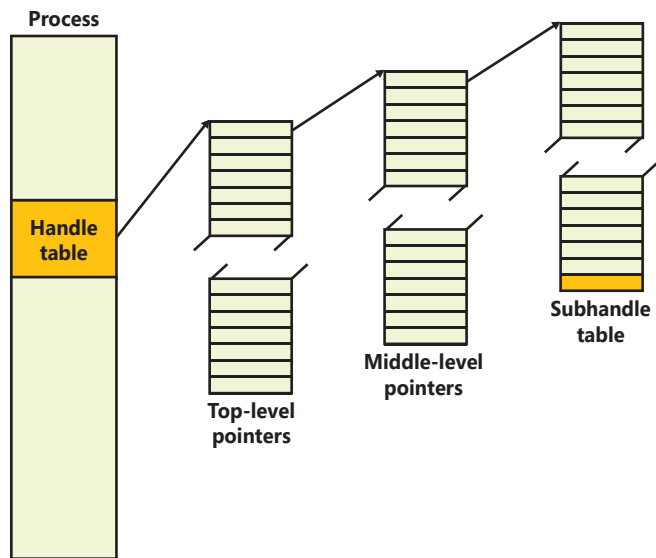 Process
Handle
table
Top-level
pointers
Middle-level
pointers
Subhandle
table